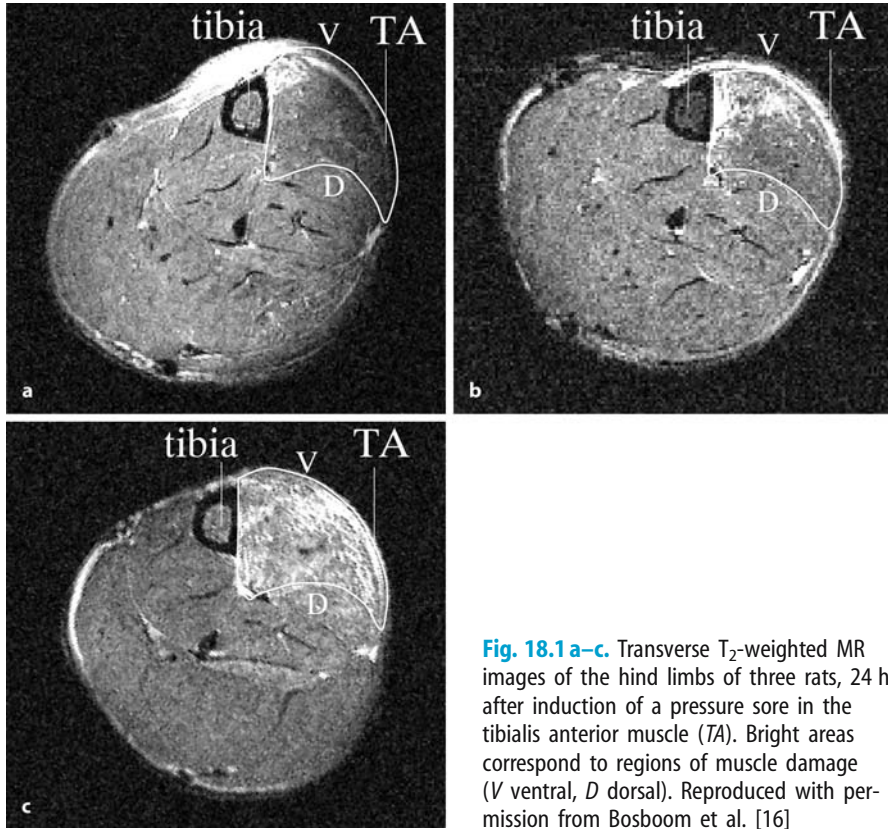 tibia V TA
D
a
tibia V TA
D
b
tibia V TA
D
c
Fig. 18.1 a–c. Transverse T₂-weighted MR
images of the hind limbs of three rats, 24 h
after induction of a pressure sore in the
tibialis anterior muscle (TA). Bright areas
correspond to regions of muscle damage
(V ventral, D dorsal). Reproduced with per-
mission from Bosboom et al. [16]